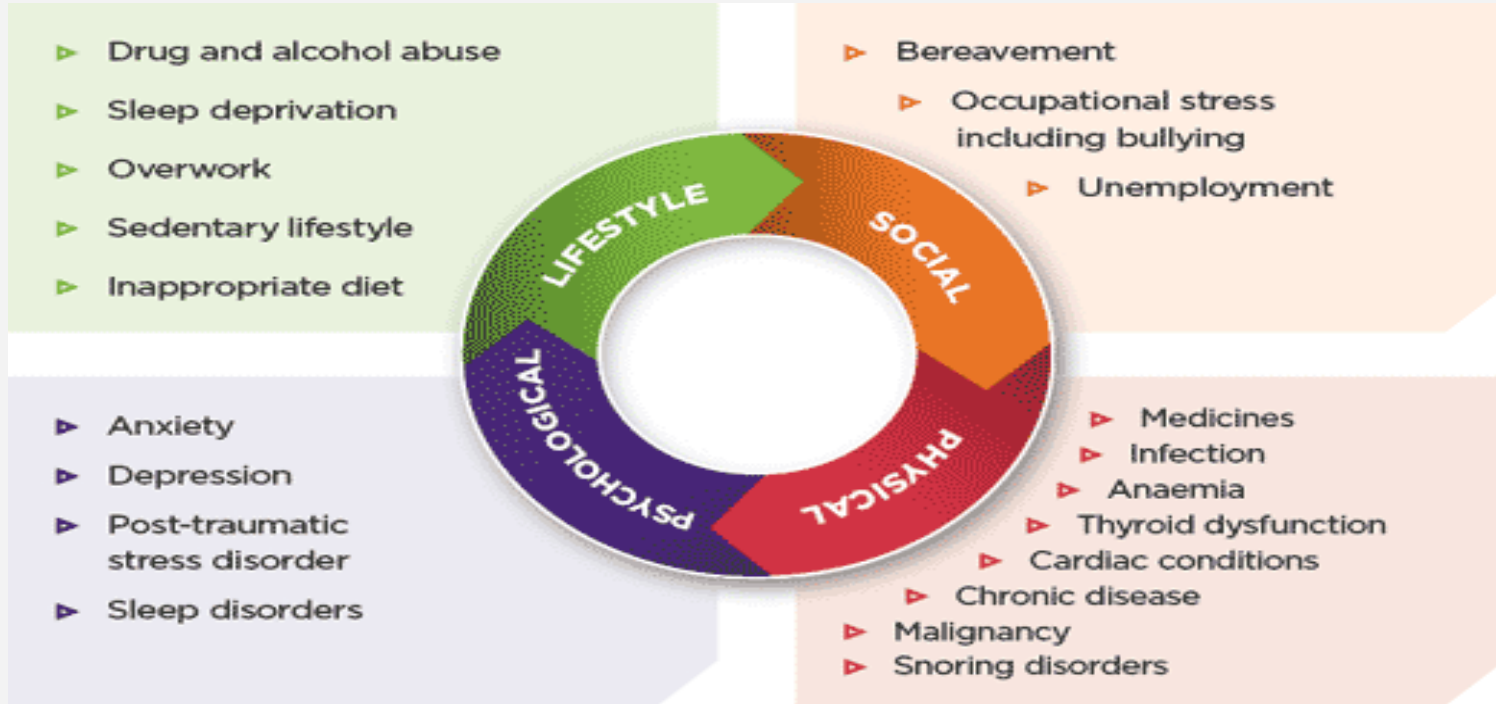 Drug and alcohol abuse
Sleep deprivation
Overwork
Sedentary lifestyle
Inappropriate diet
Bereavement
Occupational stress
including bullying
Unemployment
LIFESTYLE
SOCIAL
PSYCHOLOGICAL
PHYSICAL
Anxiety
Depression
Post-traumatic
stress disorder
Sleep disorders
Medicines
Infection
Anaemia
Thyroid dysfunction
Cardiac conditions
Chronic disease
Malignancy
Snoring disorders